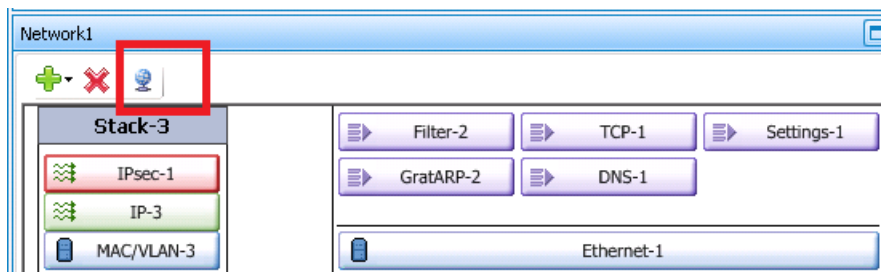 Network1
Stack-3
Filter-2 TCP-1 Settings-1
IPsec-1
GratARP-2 DNS-1
IP-3
MAC/VLAN-3
Ethernet-1